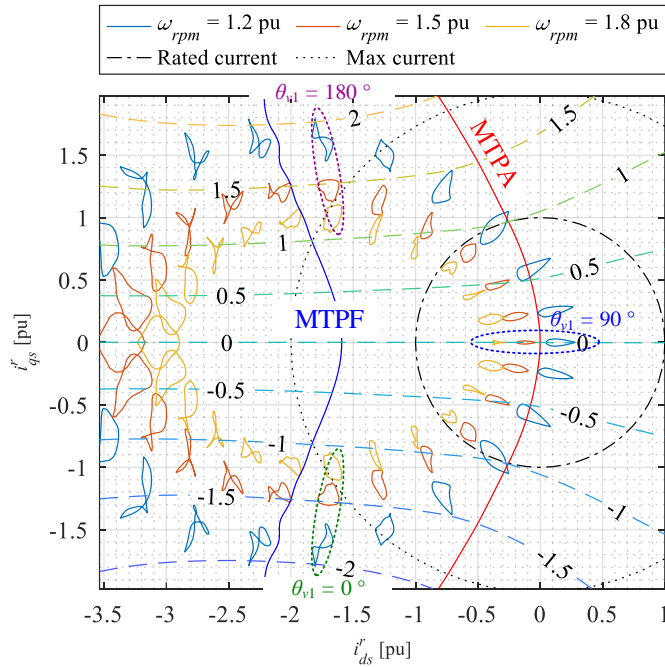 ω_rpm = 1.2 pu ω_rpm = 1.5 pu ω_rpm = 1.8 pu
Rated current Max current
θ_v1 = 180 °
2
1.5
1.5
MTPA
1
1.5
1
1
0.5
0.5
0.5
0.5
MTPF
θ_v1 = 90 °
i^r_qs [pu]
0
0
0
-0.5
-0.5
-0.5
-1
-1
-1
-1.5
-1.5
-1.5
-2
θ_v1 = 0 °
-3.5 -3 -2.5 -2 -1.5 -1 -0.5 0 0.5 1
i^r_ds [pu]